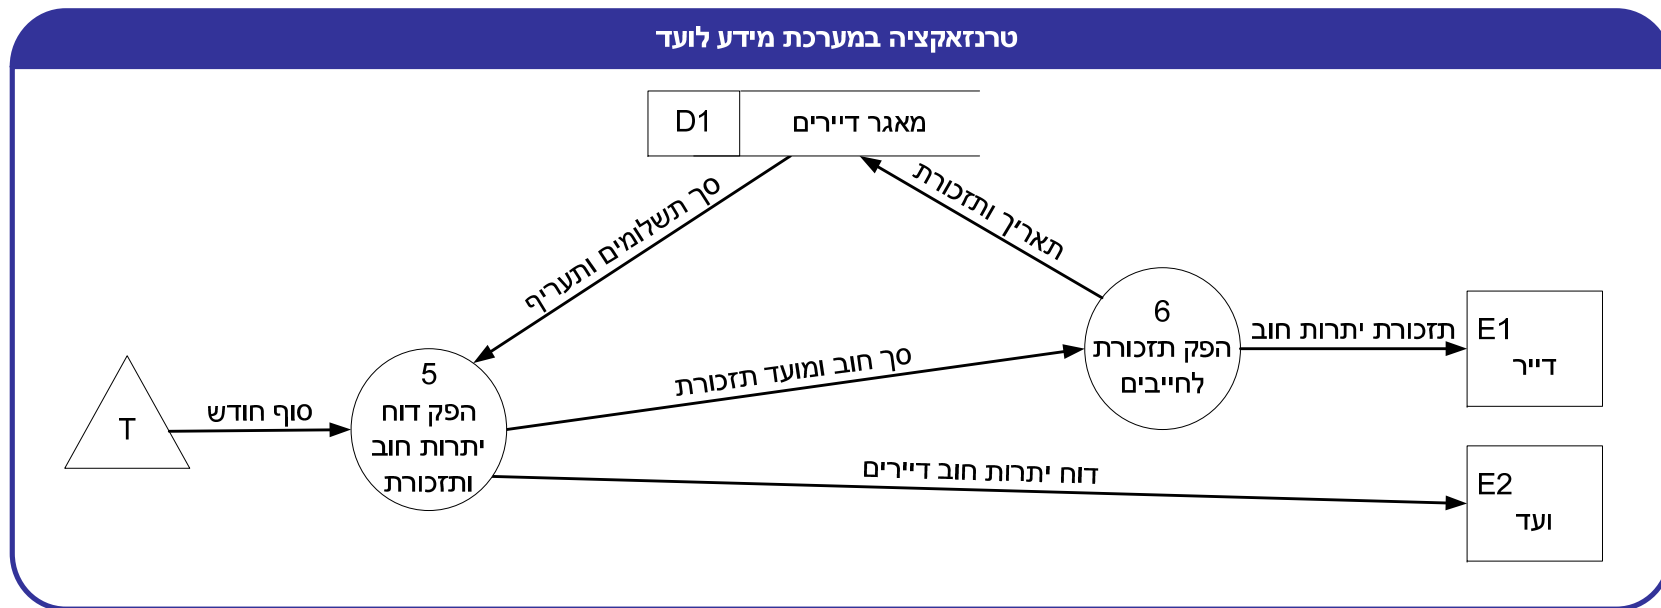 טרנזאקציה במערכת מידע לועד
D1
מאגר דיירים
סך תשלומים ותעריף
תאריך ותזכורת
T
סוף חודש
5
הפק דוח
יתרות חוב
ותזכורת
סך חוב ומועד תזכורת
6
הפק תזכורת
לחייבים
תזכורת יתרות חוב
E1
דייר
דוח יתרות חוב דיירים
E2
ועד